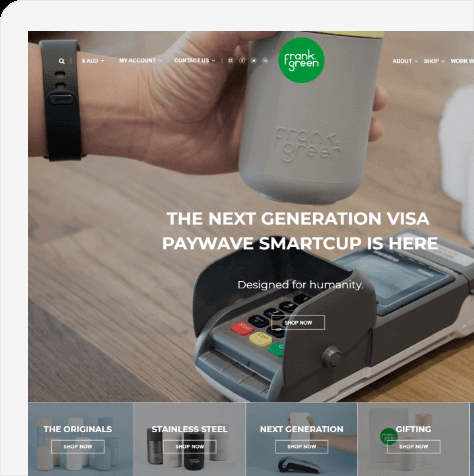 $ AUD
MY ACCOUNT
CONTACT US
frank.
green
ABOUT
SHOP
WORK W
frank.
green
THE NEXT GENERATION VISA
PAYWAVE SMARTCUP IS HERE
Designed for humanity.
SHOP NOW
THE ORIGINALS
STAINLESS STEEL
NEXT GENERATION
GIFTING
SHOP NOW
SHOP NOW
SHOP NOW
SHOP NOW